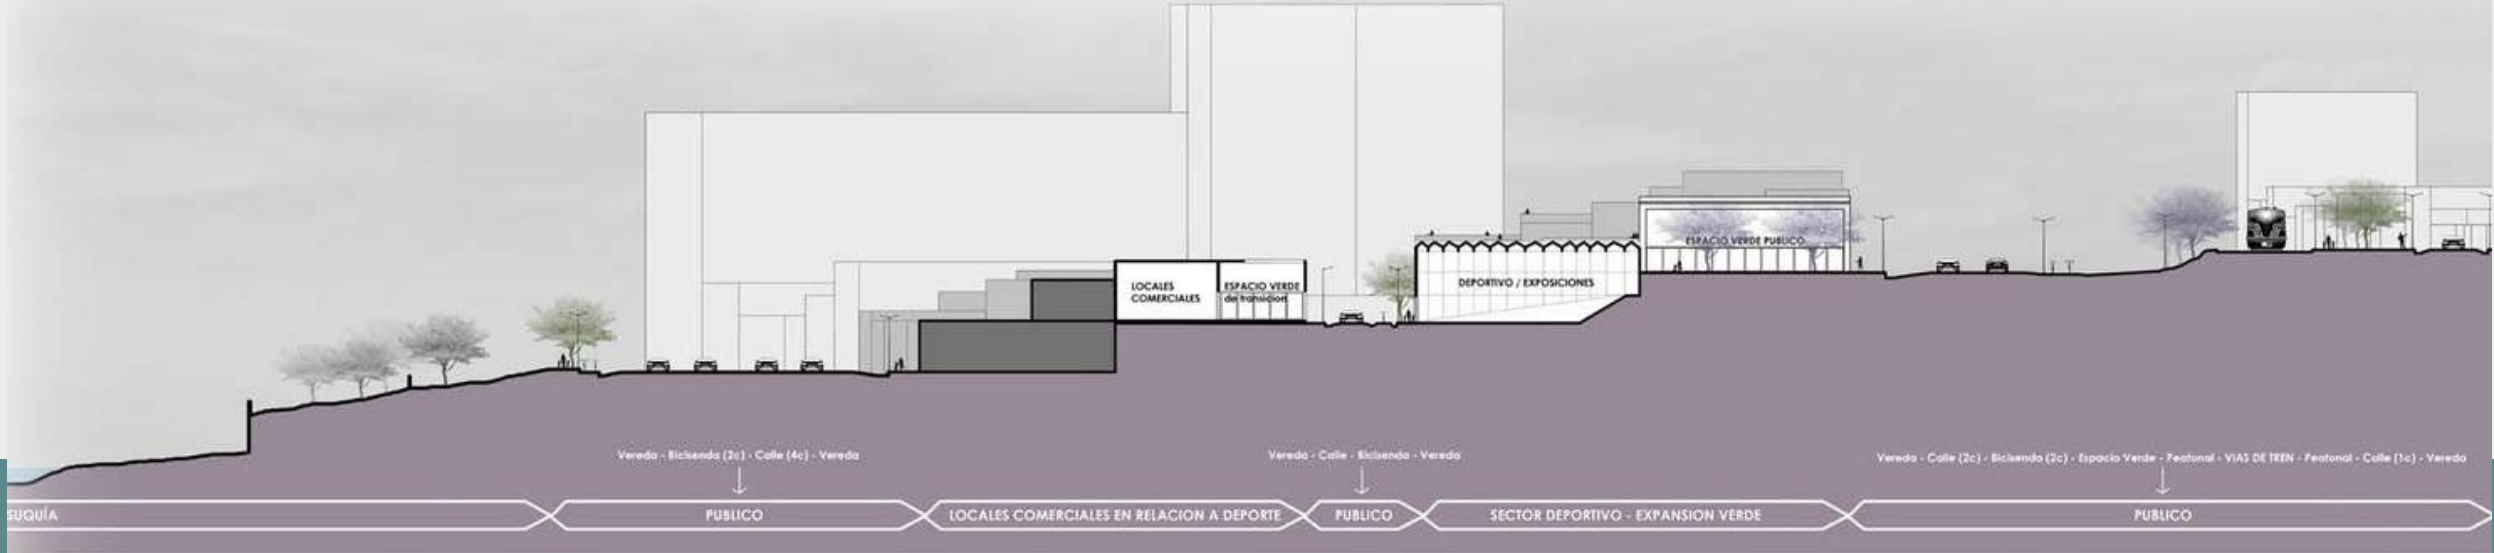 ESPACIO VERDE PUBLICO
LOCALES
COMERCIALES
ESPACIO VERDE
de transicion
DEPORTIVO / EXPOSICIONES
Vereda - Bicisenda (2c) - Calle (4c) - Vereda
Vereda - Calle - Bicisenda - Vereda
Vereda - Calle (2c) - Bicisenda (2c) - Espacio Verde - Peatonal - VIAS DE TREN - Peatonal - Calle (1c) - Vereda
SUQUÍA
PUBLICO
LOCALES COMERCIALES EN RELACION A DEPORTE
PUBLICO
SECTOR DEPORTIVO - EXPANSION VERDE
PUBLICO